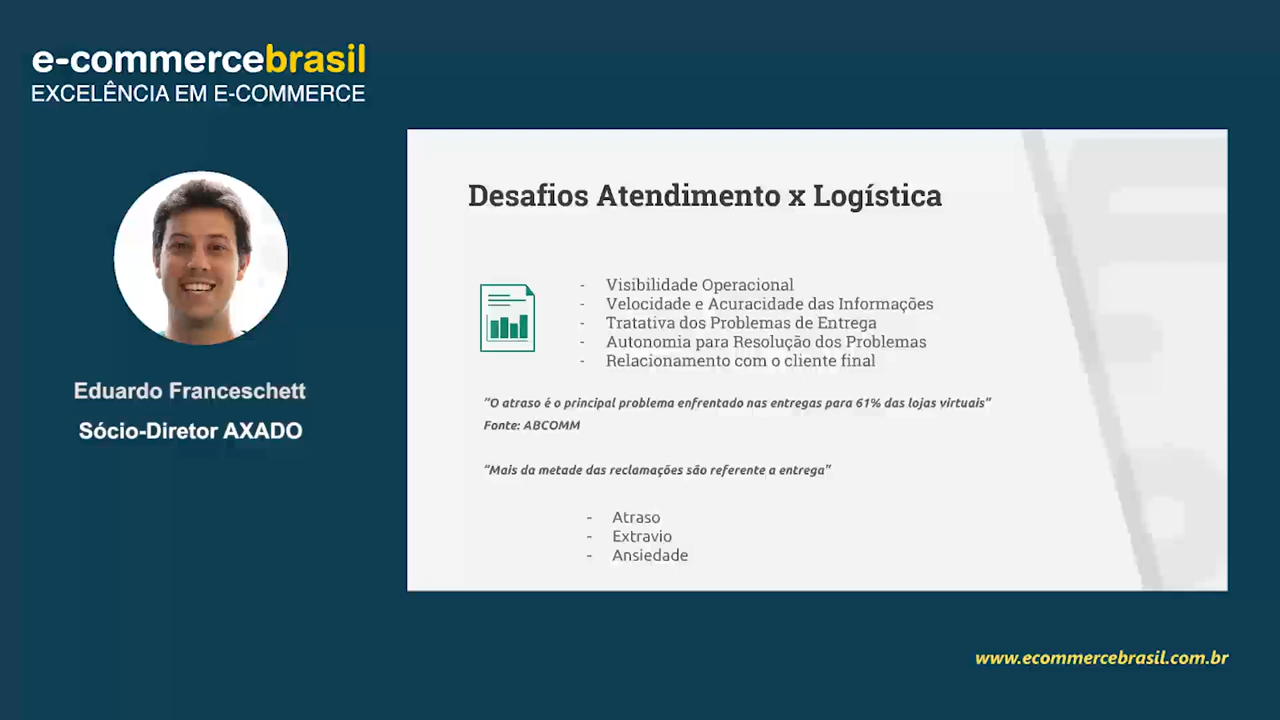 e-commercebrasil
EXCELÊNCIA EM E-COMMERCE
Eduardo Franceschett
Sócio-Diretor AXADO
Desafios Atendimento x Logística
- Visibilidade Operacional
- Velocidade e Acuracidade das Informações
- Tratativa dos Problemas de Entrega
- Autonomia para Resolução dos Problemas
- Relacionamento com o cliente final
"O atraso é o principal problema enfrentado nas entregas para 61% das lojas virtuais"
Fonte: ABCOMM
"Mais da metade das reclamações são referente a entrega"
- Atraso
- Extravio
- Ansiedade
www.ecommercebrasil.com.br